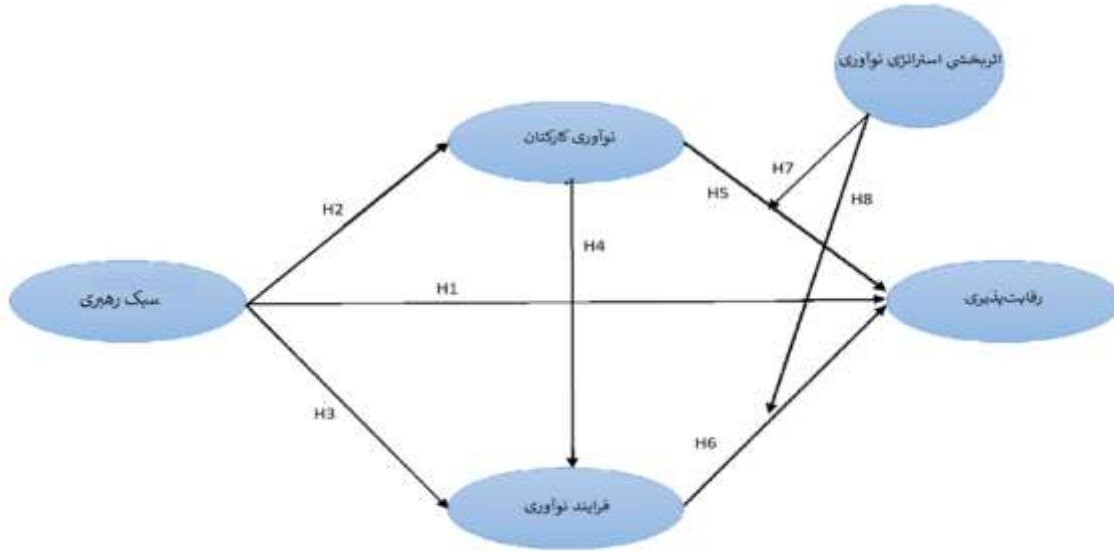 اثربخشی استراتژی نوآوری
نوآوری کارکنان
H7
H5
H8
H2
H4
سبک رهبری
H1
رقابت‌پذیری
H3
H6
فرایند نوآوری